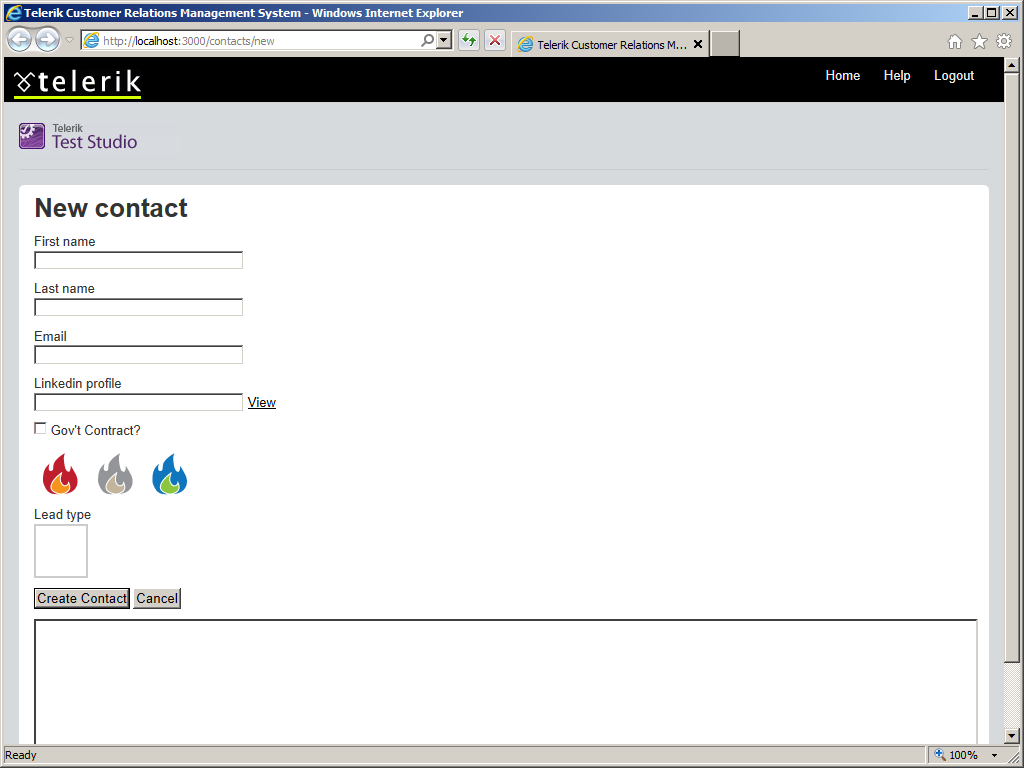 Telerik Customer Relations Management System - Windows Internet Explorer
http://localhost:3000/contacts/new
Telerik Customer Relations M...
telerik
Home Help Logout
Telerik
Test Studio
New contact
First name
Last name
Email
Linkedin profile
View
Gov't Contract?
Lead type
Create Contact Cancel
Ready
100%